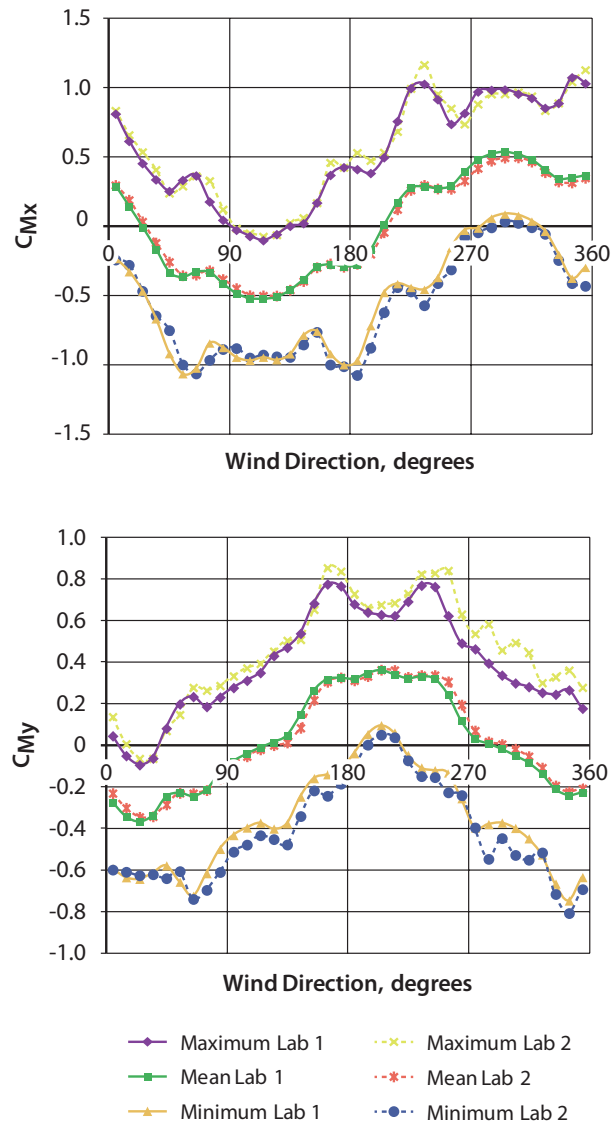 1.5
1.0
0.5
0
-0.5
-1.0
-1.5
CMx
0 90 180 270 360
Wind Direction, degrees
1.0
0.8
0.6
0.4
0.2
0
-0.2
-0.4
-0.6
-0.8
-1.0
CMy
0 90 180 270 360
Wind Direction, degrees
Maximum Lab 1 Maximum Lab 2
Mean Lab 1 Mean Lab 2
Minimum Lab 1 Minimum Lab 2